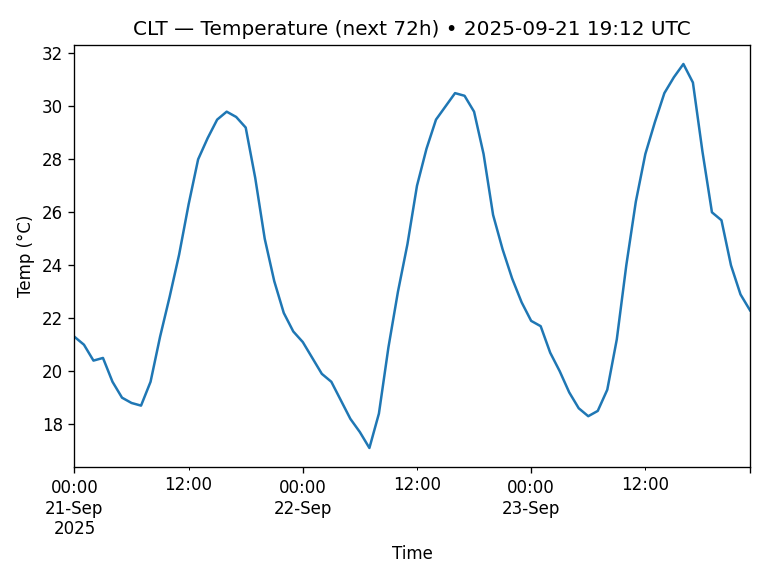 CLT — Temperature (next 72h) • 2025-09-21 19:12 UTC
32
30
28
26
24
22
20
18
Temp (°C)
00:00 12:00 00:00 12:00 00:00 12:00
21-Sep 22-Sep 23-Sep
2025
Time